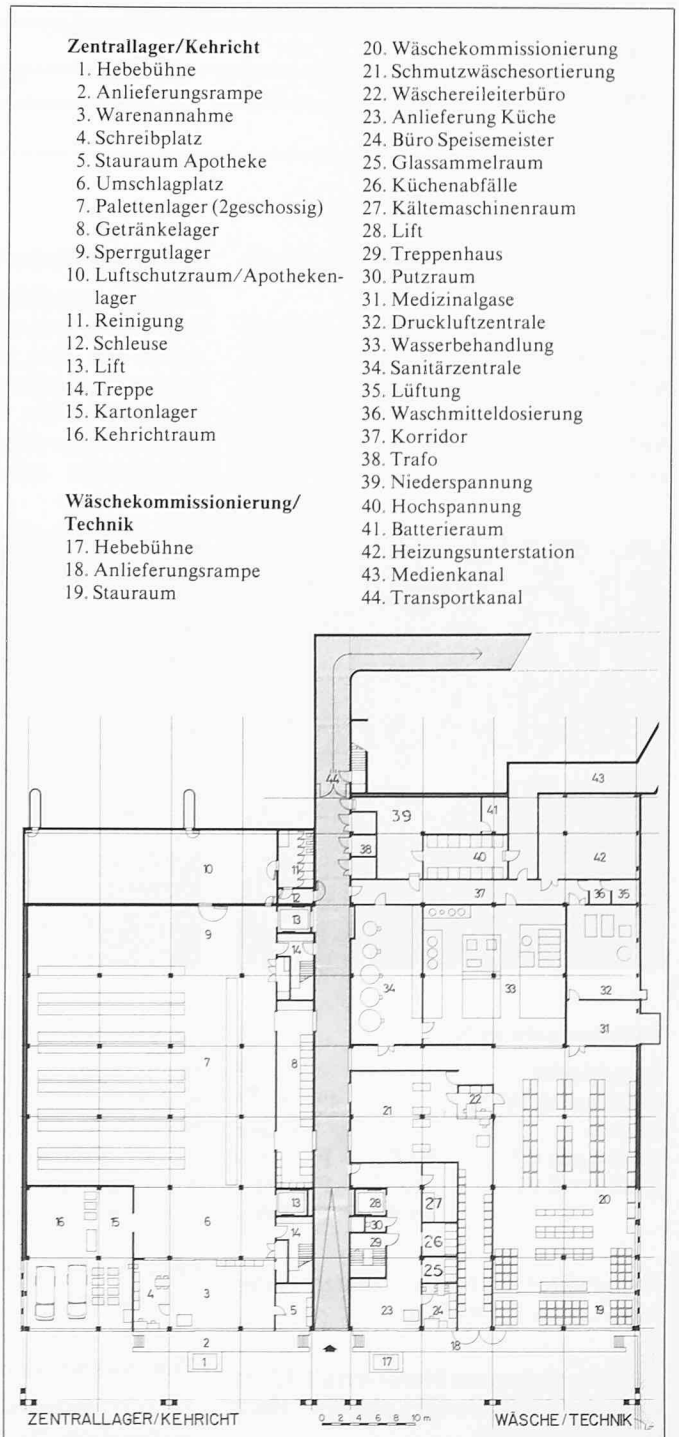 Zentrallager/Kehricht
1. Hebebühne
2. Anlieferungsrampe
3. Warenannahme
4. Schreibplatz
5. Stauraum Apotheke
6. Umschlagplatz
7. Palettenlager (2geschossig)
8. Getränkelager
9. Sperrgutlager
10. Luftschutzraum/Apotheken-
lager
11. Reinigung
12. Schleuse
13. Lift
14. Treppe
15. Kartonlager
16. Kehrichtraum
Wäschekommissionierung/
Technik
17. Hebebühne
18. Anlieferungsrampe
19. Stauraum
20. Wäschekommissionierung
21. Schmutzwäschesortierung
22. Wäschereileiterbüro
23. Anlieferung Küche
24. Büro Speisemeister
25. Glassammelraum
26. Küchenabfälle
27. Kältemaschinenraum
28. Lift
29. Treppenhaus
30. Putzraum
31. Medizinalgase
32. Druckluftzentrale
33. Wasserbehandlung
34. Sanitärzentrale
35. Lüftung
36. Waschmitteldosierung
37. Korridor
38. Trafo
39. Niederspannung
40. Hochspannung
41. Batterieraum
42. Heizungsunterstation
43. Medienkanal
44. Transportkanal
44
43
39
41
38
40
42
10
11
37
12
36
35
13
9
14
34
33
32
31
7
8
21
22
13
28
27
20
16
15
6
14
30
29
26
25
4
3
5
23
24
19
2
18
1
17
ZENTRALLAGER/KEHRICHT
0 2 4 6 8 10 m
WÄSCHE/TECHNIK